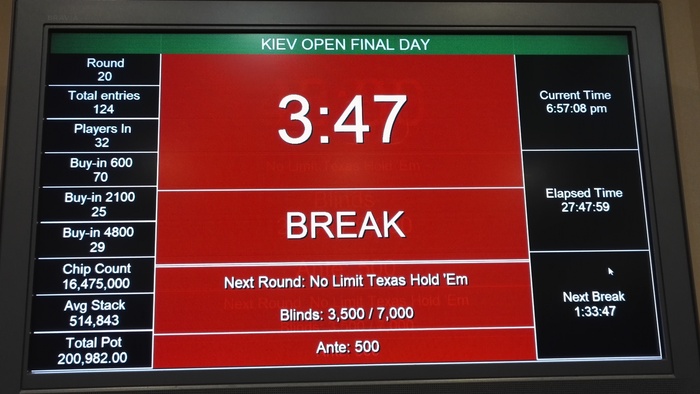 KIEV OPEN FINAL DAY
Round
20
Total entries
124
Players In
32
Buy-in 600
70
Buy-in 2100
25
Buy-in 4800
29
Chip Count
16,475,000
Avg Stack
514,843
Total Pot
200,982.00
3:47
BREAK
Next Round: No Limit Texas Hold 'Em
Blinds: 3,500 / 7,000
Ante: 500
Current Time
6:57:08 pm
Elapsed Time
27:47:59
Next Break
1:33:47